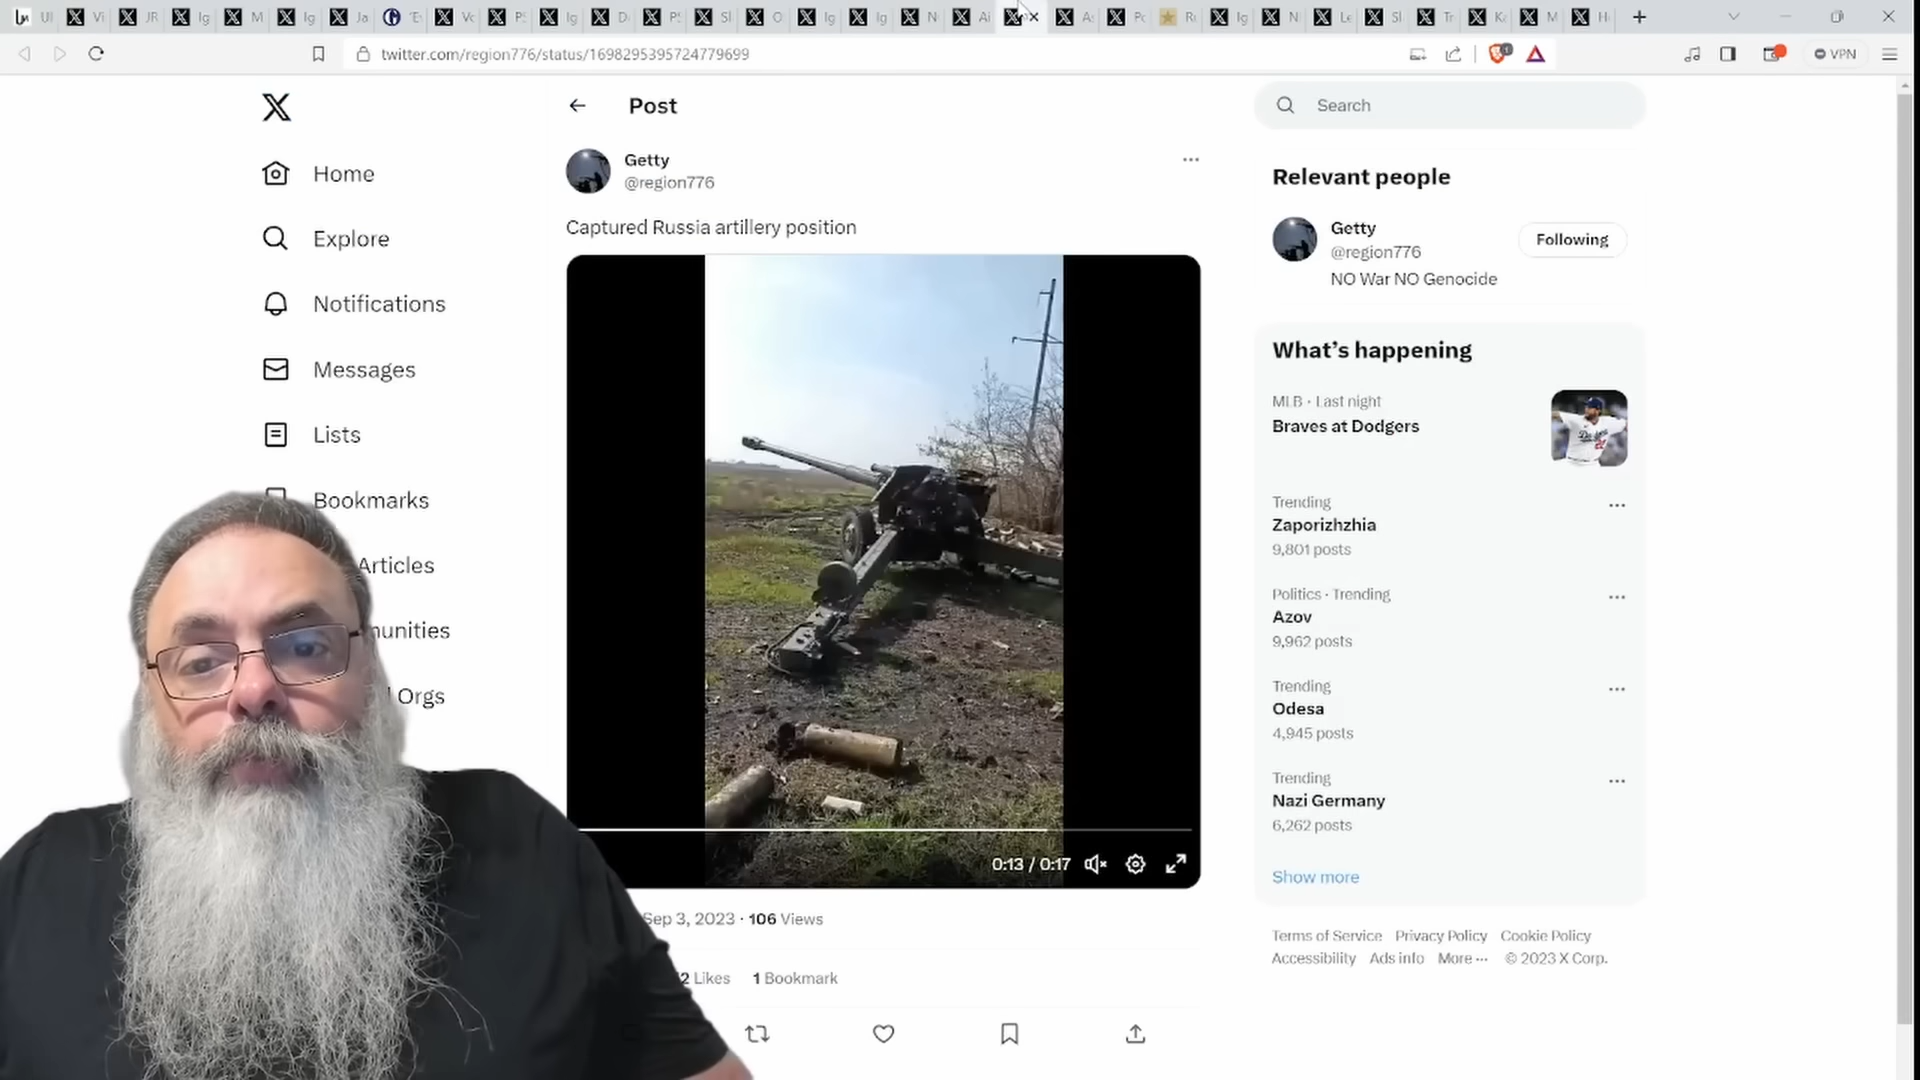 twitter.com/region776/status/1698295395724779699
VPN
Home
Explore
Notifications
Messages
Lists
Bookmarks
Articles
munities
Orgs
Post
Getty
@region776
Captured Russia artillery position
0:13 / 0:17
Sep 3, 2023 · 106 Views
2 Likes 1 Bookmark
Search
Relevant people
Getty
@region776
Following
NO War NO Genocide
What's happening
MLB · Last night
Braves at Dodgers
Trending
Zaporizhzhia
9,801 posts
Politics · Trending
Azov
9,962 posts
Trending
Odesa
4,945 posts
Trending
Nazi Germany
6,262 posts
Show more
Terms of Service Privacy Policy Cookie Policy
Accessibility Ads info More ··· © 2023 X Corp.